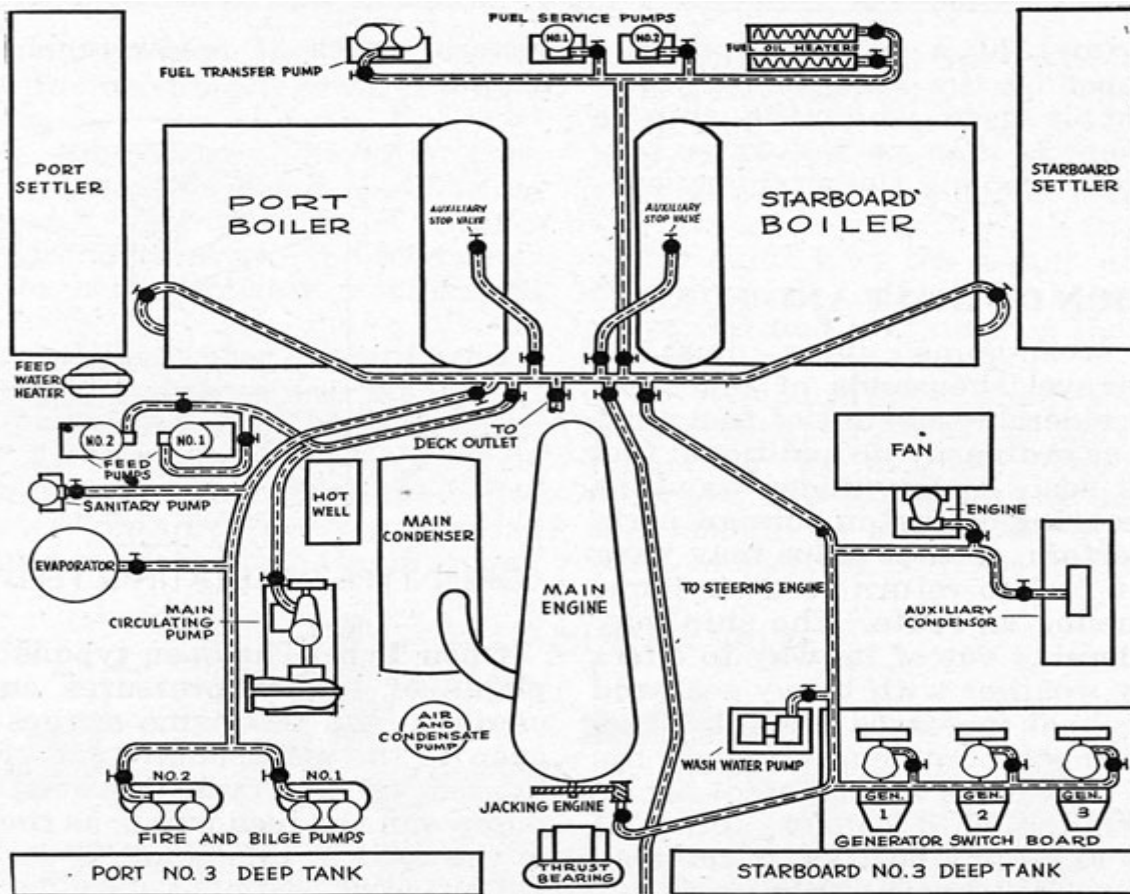 FUEL SERVICE PUMPS
NO.1
NO.2
FUEL OIL HEATERS
FUEL TRANSFER PUMP
PORT
SETTLER
PORT
BOILER
AUXILIARY
STOP VALVE
AUXILIARY
STOP VALVE
STARBOARD
BOILER
STARBOARD
SETTLER
FEED
WATER
HEATER
TO
DECK OUTLET
NO.2
NO.1
FEED
PUMPS
SANITARY PUMP
HOT
WELL
MAIN
CONDENSER
FAN
ENGINE
EVAPORATOR
MAIN
CIRCULATING
PUMP
MAIN
ENGINE
TO STEERING ENGINE
AUXILIARY
CONDENSOR
AIR
AND
CONDENSATE
PUMP
WASH WATER PUMP
NO.2
NO.1
FIRE AND BILGE PUMPS
JACKING ENGINE
THRUST
BEARING
GEN.
1
GEN.
2
GEN.
3
GENERATOR SWITCH BOARD
PORT NO.3 DEEP TANK
STARBOARD NO.3 DEEP TANK